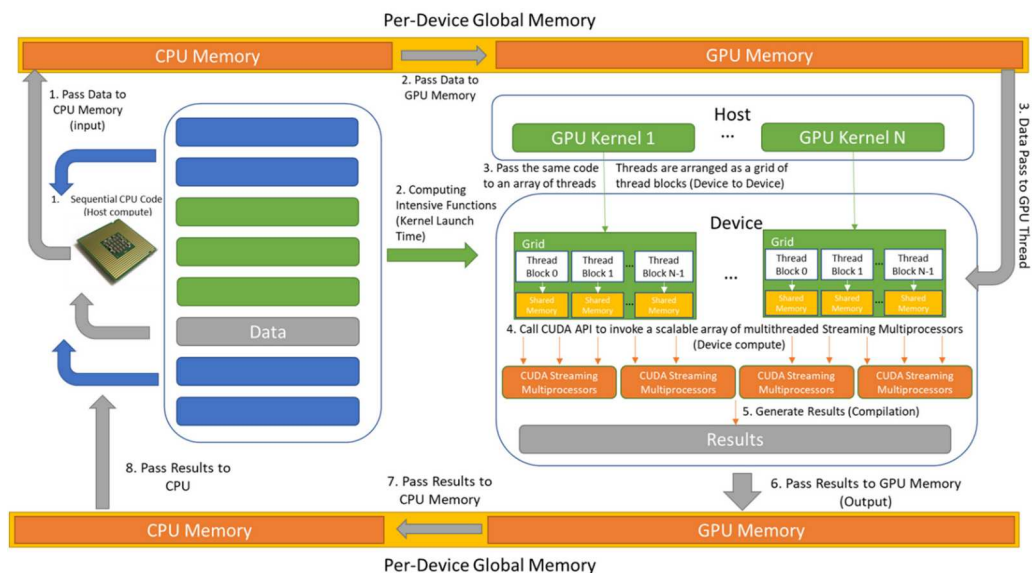 Per-Device Global Memory
CPU Memory
GPU Memory
1. Pass Data to
CPU Memory
(input)
2. Pass Data to
GPU Memory
3. Data Pass to GPU Thread
Host
GPU Kernel 1
...
GPU Kernel N
3. Pass the same code
to an array of threads
Threads are arranged as a grid of
thread blocks (Device to Device)
1. Sequential CPU Code
(Host compute)
2. Computing
Intensive Functions
(Kernel Launch
Time)
Data
Device
Grid
Thread
Block 0
Thread
Block 1
...
Thread
Block N-1
Shared
Memory
Shared
Memory
...
Shared
Memory
...
Grid
Thread
Block 0
Thread
Block 1
...
Thread
Block N-1
Shared
Memory
Shared
Memory
...
Shared
Memory
4. Call CUDA API to invoke a scalable array of multithreaded Streaming Multiprocessors
(Device compute)
CUDA Streaming
Multiprocessors
CUDA Streaming
Multiprocessors
CUDA Streaming
Multiprocessors
CUDA Streaming
Multiprocessors
5. Generate Results (Compilation)
Results
8. Pass Results to
CPU
7. Pass Results to
CPU Memory
6. Pass Results to GPU Memory
(Output)
CPU Memory
GPU Memory
Per-Device Global Memory